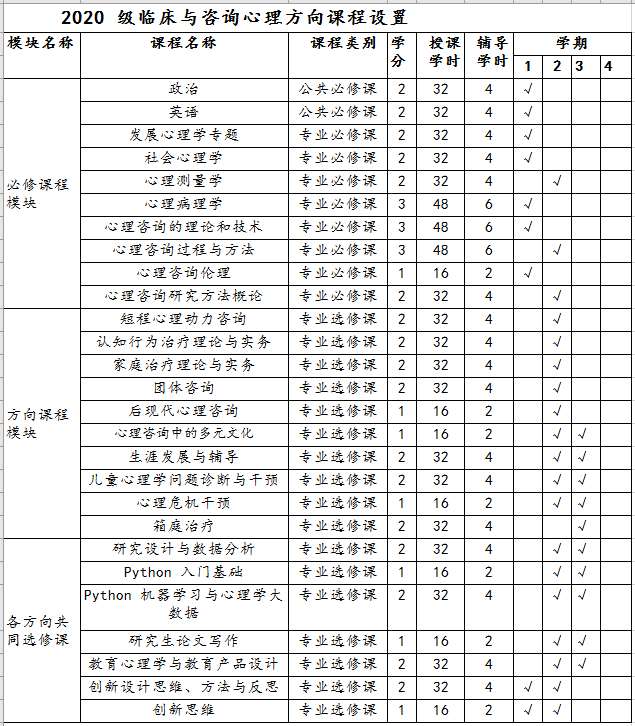 2020 级临床与咨询心理方向课程设置
模块名称 课程名称 课程类别 学分 授课学时 辅导学时 学期
1 2 3 4
必修课程模块
政治 公共必修课 2 32 4 √
英语 公共必修课 2 32 4 √
发展心理学专题 专业必修课 2 32 4 √
社会心理学 专业必修课 2 32 4 √
心理测量学 专业必修课 2 32 4 √
心理病理学 专业必修课 3 48 6 √
心理咨询的理论和技术 专业必修课 3 48 6 √
心理咨询过程与方法 专业必修课 3 48 6 √
心理咨询伦理 专业必修课 1 16 2 √
心理咨询研究方法概论 专业必修课 2 32 4 √
方向课程模块
短程心理动力咨询 专业选修课 2 32 4 √
认知行为治疗理论与实务 专业选修课 2 32 4 √
家庭治疗理论与实务 专业选修课 2 32 4 √
团体咨询 专业选修课 2 32 4 √
后现代心理咨询 专业选修课 1 16 2 √
心理咨询中的多元文化 专业选修课 1 16 2 √ √
生涯发展与辅导 专业选修课 2 32 4 √ √
儿童心理学问题诊断与干预 专业选修课 2 32 4 √ √
心理危机干预 专业选修课 1 16 2 √ √
箱庭治疗 专业选修课 2 32 4 √
各方向共同选修课
研究设计与数据分析 专业选修课 2 32 4 √ √
Python 入门基础 专业选修课 1 16 2 √ √
Python 机器学习与心理学大数据 专业选修课 2 32 4 √ √
研究生论文写作 专业选修课 1 16 2 √ √
教育心理学与教育产品设计 专业选修课 2 32 4 √ √
创新设计思维、方法与反思 专业选修课 2 32 4 √ √
创新思维 专业选修课 1 16 2 √ √